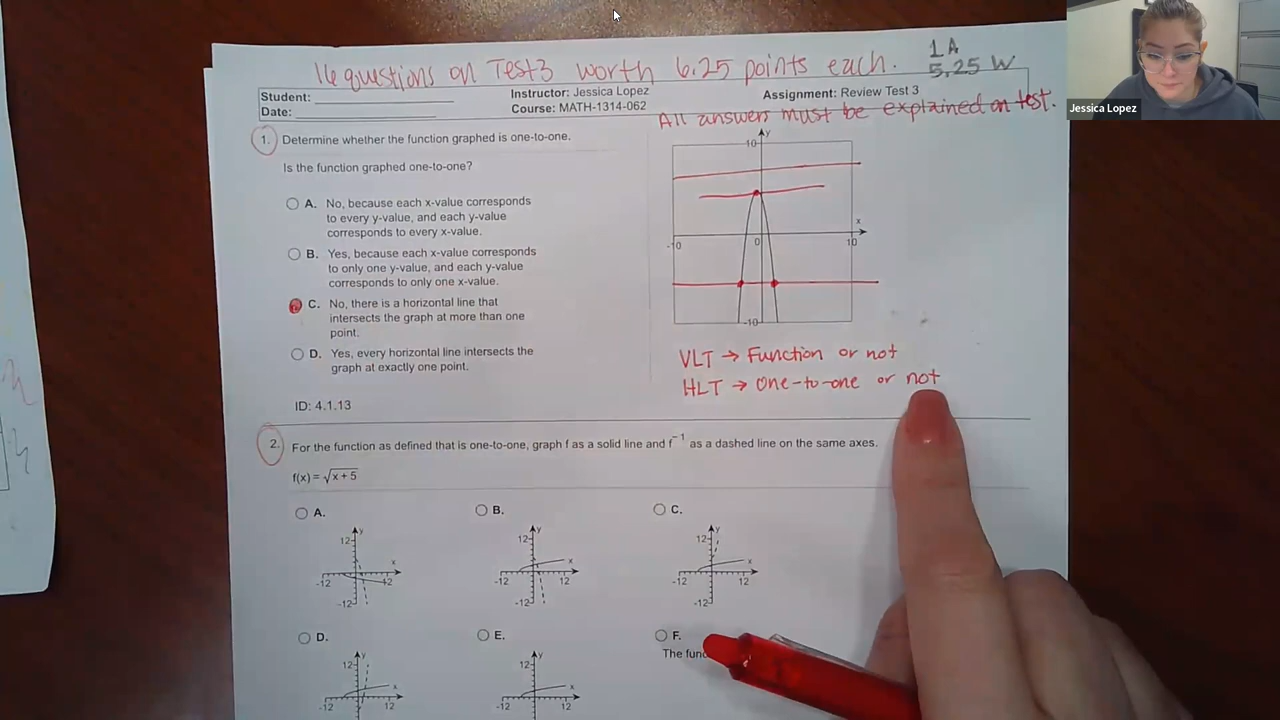 16 questions on Test 3 worth 6.25 points each.
1 A
5.25 W
Student:
Date:
Instructor: Jessica Lopez
Course: MATH-1314-062
Assignment: Review Test 3
All answers must be explained on test.
Jessica Lopez
1. Determine whether the function graphed is one-to-one.
Is the function graphed one-to-one?
A. No, because each x-value corresponds
to every y-value, and each y-value
corresponds to every x-value.
B. Yes, because each x-value corresponds
to only one y-value, and each y-value
corresponds to only one x-value.
C. No, there is a horizontal line that
intersects the graph at more than one
point.
D. Yes, every horizontal line intersects the
graph at exactly one point.
ID: 4.1.13
10
y
x
-10
0
10
-10
VLT → Function or not
HLT → One-to-one or not
2. For the function as defined that is one-to-one, graph f as a solid line and f⁻¹ as a dashed line on the same axes.
f(x) = √x+5
A.
12
y
x
-12
12
-12
B.
12
y
x
-12
12
-12
C.
12
y
x
-12
12
-12
D.
12
y
x
-12
12
E.
12
y
x
-12
12
F.
The